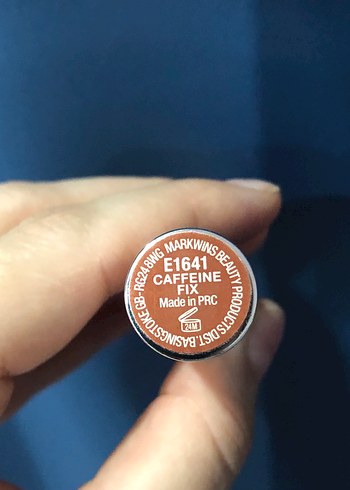 MARKWINS BEAUTY PRODUCTS DIST. BASINGSTOKE GB-RG24 8WG
E1641
CAFFEINE
FIX
Made in PRC
24M